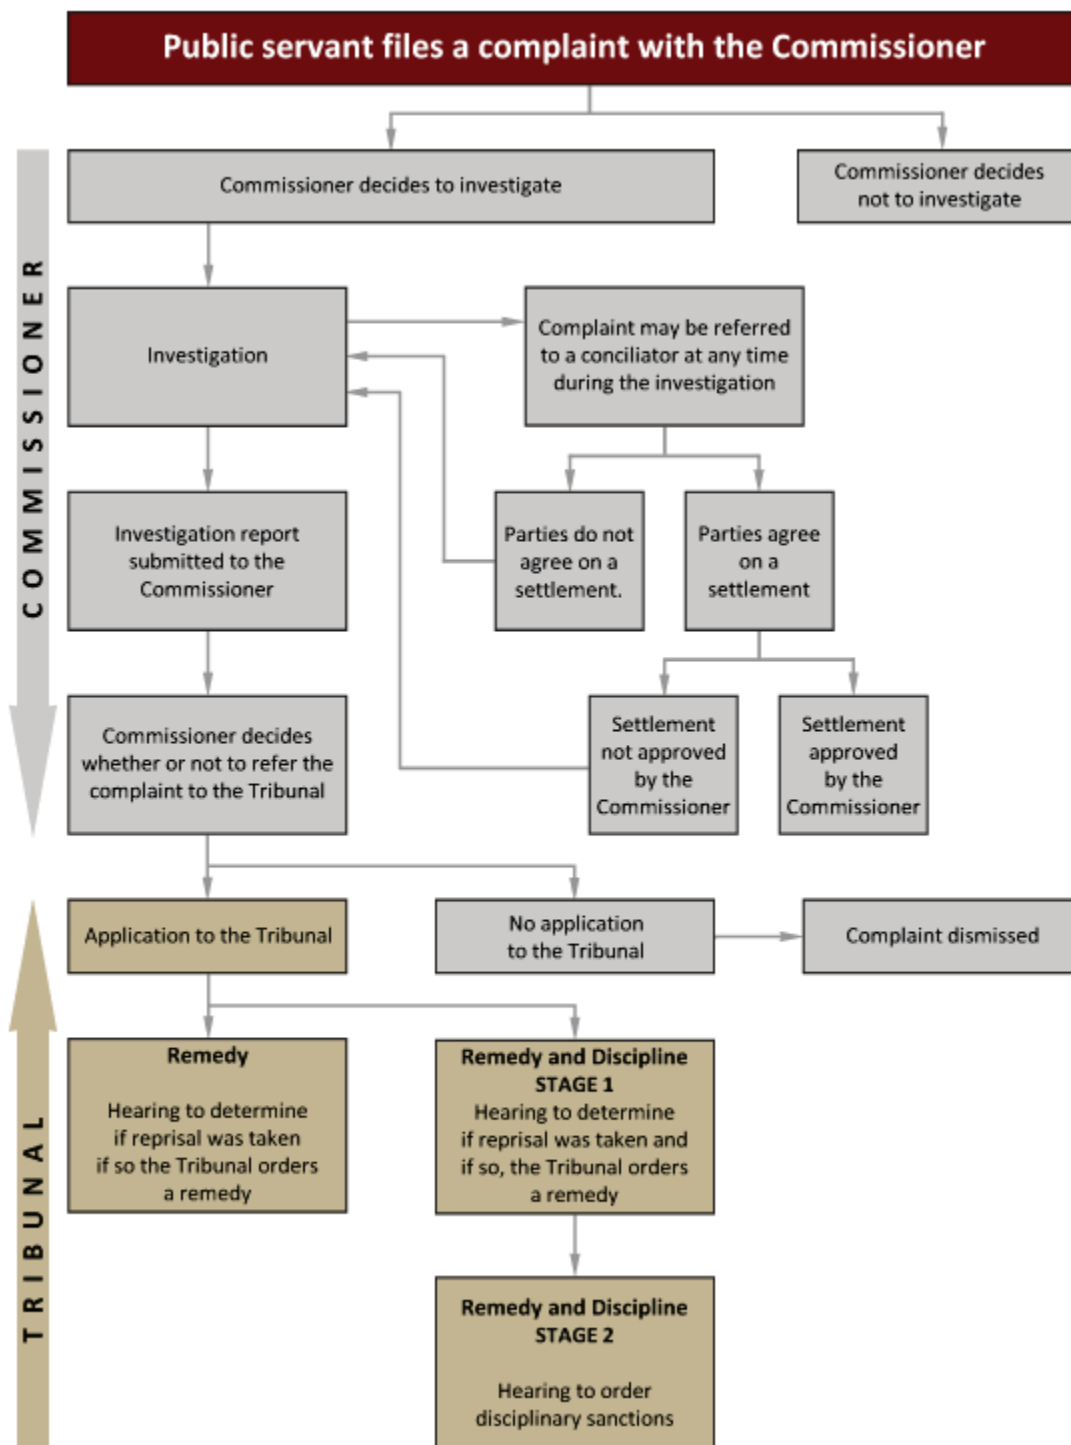 Public servant files a complaint with the Commissioner
COMMISSIONER
Commissioner decides to investigate
Commissioner decides
not to investigate
Investigation
Complaint may be referred
to a conciliator at any time
during the investigation
Investigation report
submitted to the
Commissioner
Parties do not
agree on a
settlement.
Parties agree
on a
settlement
Commissioner decides
whether or not to refer the
complaint to the Tribunal
Settlement
not approved
by the
Commissioner
Settlement
approved
by the
Commissioner
TRIBUNAL
Application to the Tribunal
No application
to the Tribunal
Complaint dismissed
Remedy
Hearing to determine
if reprisal was taken
if so the Tribunal orders
a remedy
Remedy and Discipline
STAGE 1
Hearing to determine
if reprisal was taken and
if so, the Tribunal orders
a remedy
Remedy and Discipline
STAGE 2
Hearing to order
disciplinary sanctions